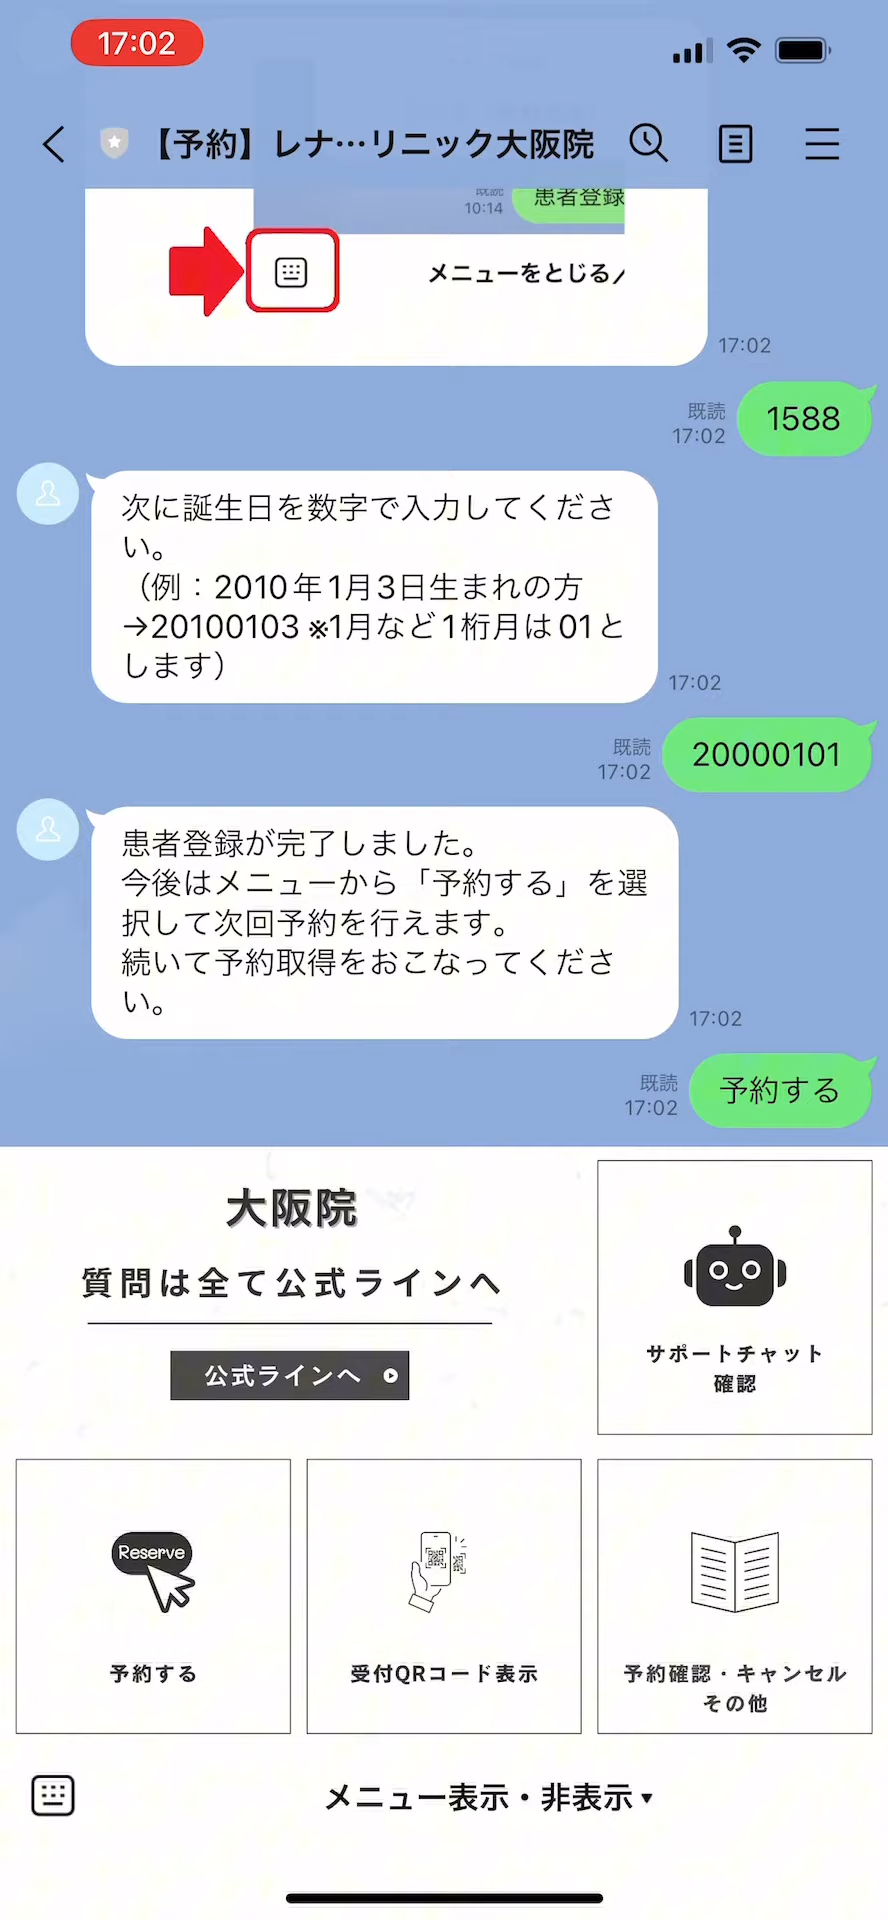 17:02
【予約】レナ…リニック大阪院
既読
10:14
患者登録
メニューをとじる
17:02
既読
17:02
1588
次に誕生日を数字で入力してくださ
い。
（例：2010年1月3日生まれの方
→20100103 ※1月など1桁月は01と
します）
17:02
既読
17:02
20000101
患者登録が完了しました。
今後はメニューから「予約する」を選
択して次回予約を行えます。
続いて予約取得をおこなってくださ
い。
17:02
既読
17:02
予約する
大阪院
質問は全て公式ラインへ
公式ラインへ
サポートチャット
確認
Reserve
予約する
受付QRコード表示
予約確認・キャンセル
その他
メニュー表示・非表示▼